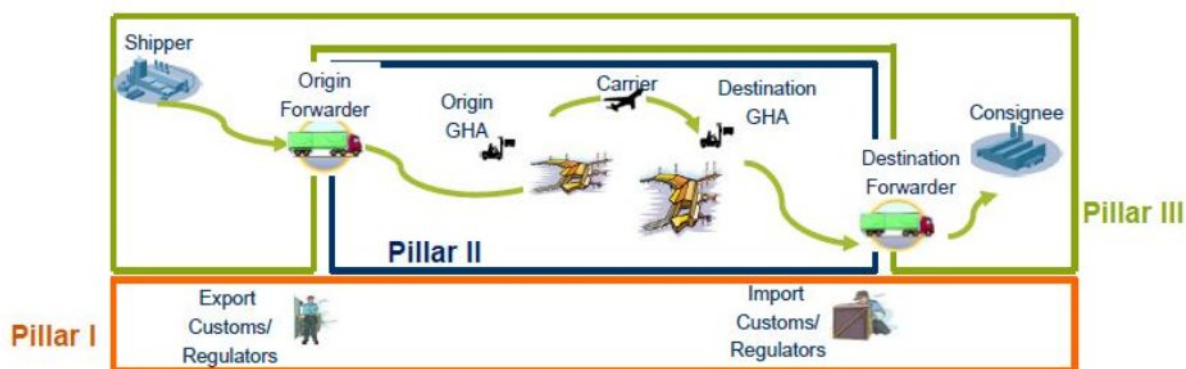 Shipper
Origin
Forwarder
Origin
GHA
Carrier
Destination
GHA
Consignee
Destination
Forwarder
Pillar III
Pillar II
Export
Customs/
Regulators
Import
Customs/
Regulators
Pillar I